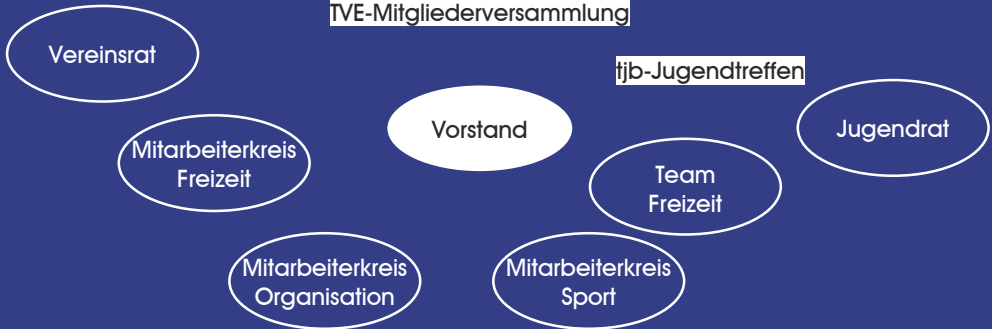 TVE-Mitgliederversammlung
Vereinsrat
tjb-Jugendtreffen
Vorstand
Jugendrat
Mitarbeiterkreis
Freizeit
Team
Freizeit
Mitarbeiterkreis
Organisation
Mitarbeiterkreis
Sport